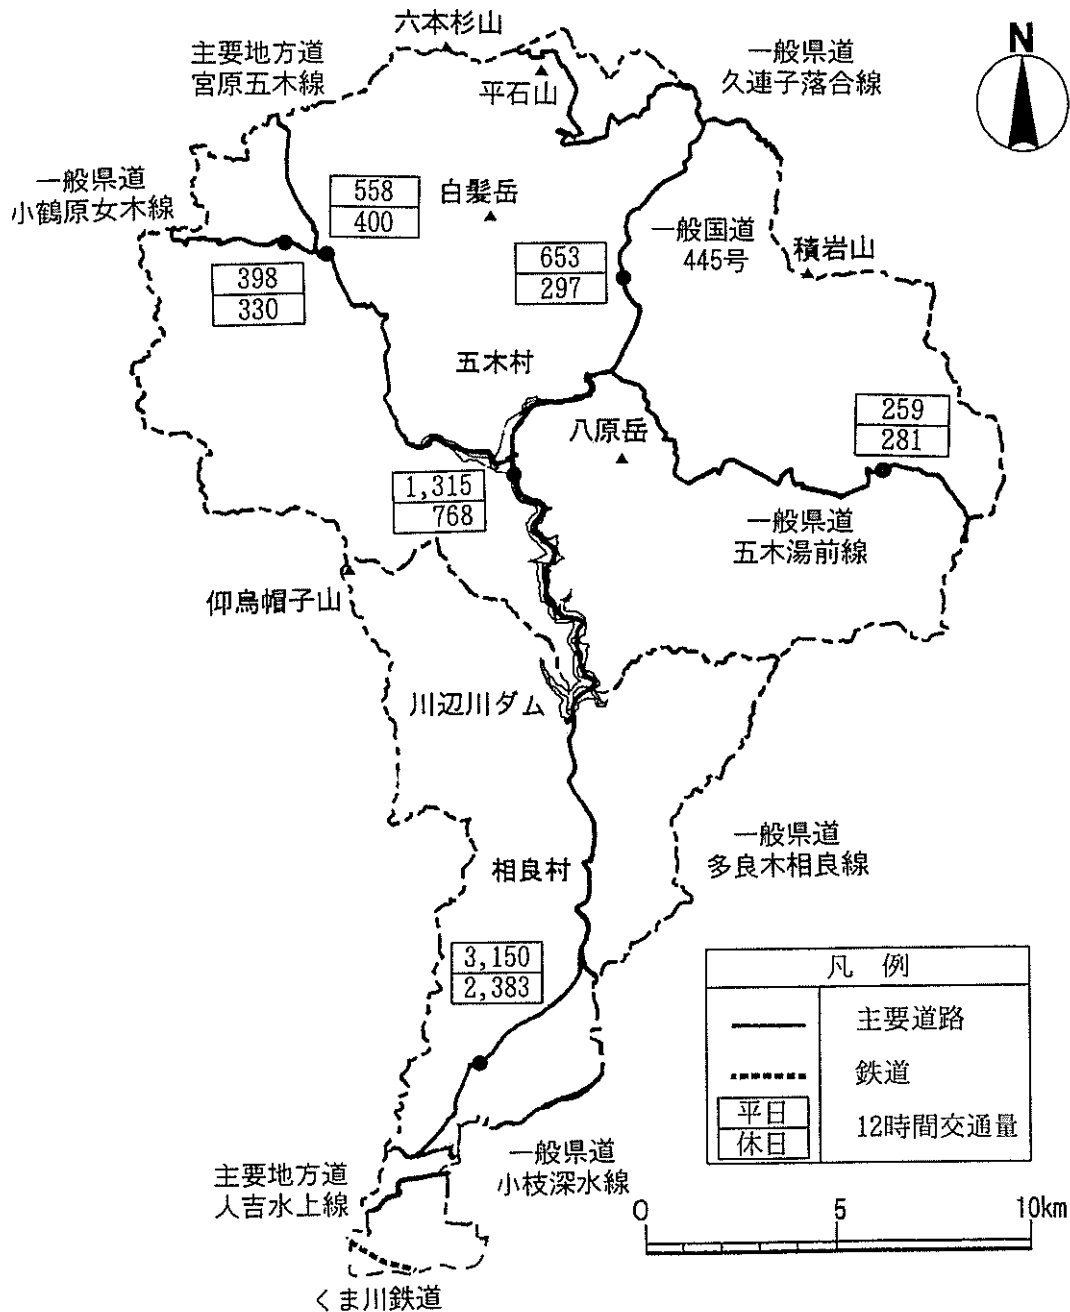 六本杉山
主要地方道
宮原五木線
平石山
一般県道
久連子落合線
N
一般県道
小鶴原女木線
558
400
白髪岳
一般国道
445号
積岩山
398
330
653
297
五木村
八原岳
259
281
1,315
768
一般県道
五木湯前線
仰烏帽子山
川辺川ダム
一般県道
多良木相良線
相良村
3,150
2,383
凡 例
主要道路
鉄道
平日
休日
12時間交通量
一般県道
小枝深水線
主要地方道
人吉水上線
0 5 10km
くま川鉄道